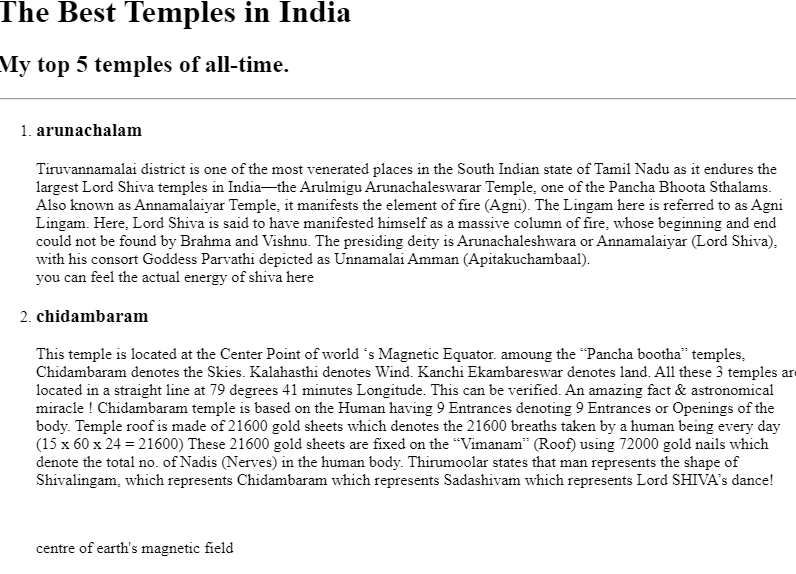 The Best Temples in India
My top 5 temples of all-time.
1. arunachalam
Tiruvannamalai district is one of the most venerated places in the South Indian state of Tamil Nadu as it endures the
largest Lord Shiva temples in India—the Arulmigu Arunachaleswarar Temple, one of the Pancha Bhoota Sthalams.
Also known as Annamalaiyar Temple, it manifests the element of fire (Agni). The Lingam here is referred to as Agni
Lingam. Here, Lord Shiva is said to have manifested himself as a massive column of fire, whose beginning and end
could not be found by Brahma and Vishnu. The presiding deity is Arunachaleshwara or Annamalaiyar (Lord Shiva),
with his consort Goddess Parvathi depicted as Unnamalai Amman (Apitakuchambaal).
you can feel the actual energy of shiva here
2. chidambaram
This temple is located at the Center Point of world ‘s Magnetic Equator. amoung the “Pancha bootha” temples,
Chidambaram denotes the Skies. Kalahasthi denotes Wind. Kanchi Ekambareswar denotes land. All these 3 temples are
located in a straight line at 79 degrees 41 minutes Longitude. This can be verified. An amazing fact & astronomical
miracle ! Chidambaram temple is based on the Human having 9 Entrances denoting 9 Entrances or Openings of the
body. Temple roof is made of 21600 gold sheets which denotes the 21600 breaths taken by a human being every day
(15 x 60 x 24 = 21600) These 21600 gold sheets are fixed on the “Vimanam” (Roof) using 72000 gold nails which
denote the total no. of Nadis (Nerves) in the human body. Thirumoolar states that man represents the shape of
Shivalingam, which represents Chidambaram which represents Sadashivam which represents Lord SHIVA’s dance!
centre of earth's magnetic field